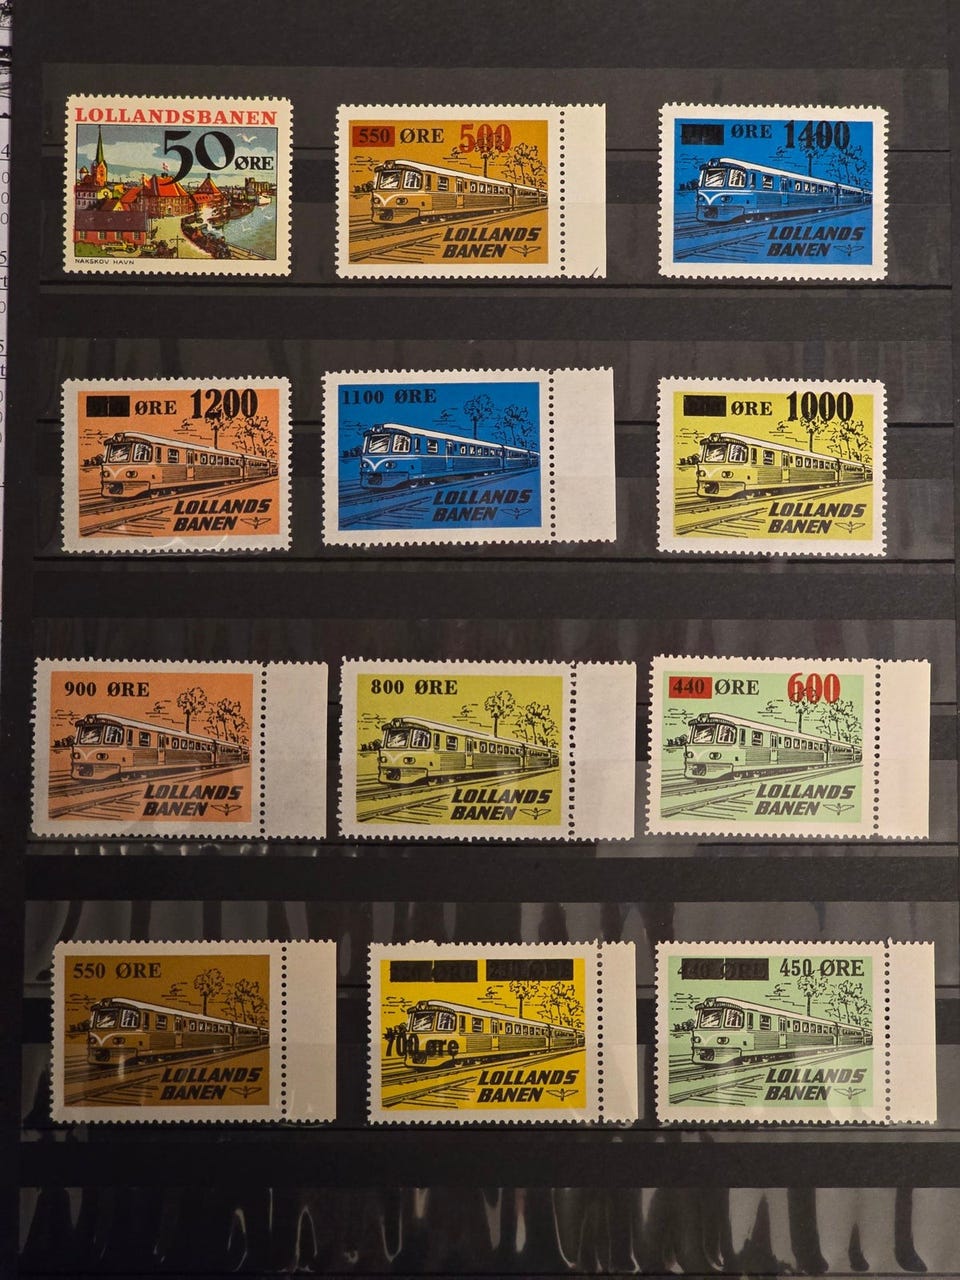 LOLLANDSBANEN
50 ØRE
NAKSKOV HAVN
550 ØRE 500
LOLLANDS
BANEN
ØRE 1400
LOLLANDS
BANEN
ØRE 1200
LOLLANDS
BANEN
1100 ØRE
LOLLANDS
BANEN
ØRE 1000
LOLLANDS
BANEN
900 ØRE
LOLLANDS
BANEN
800 ØRE
LOLLANDS
BANEN
440 ØRE 600
LOLLANDS
BANEN
550 ØRE
LOLLANDS
BANEN
700 øre
LOLLANDS
BANEN
440 ØRE 450 ØRE
LOLLANDS
BANEN